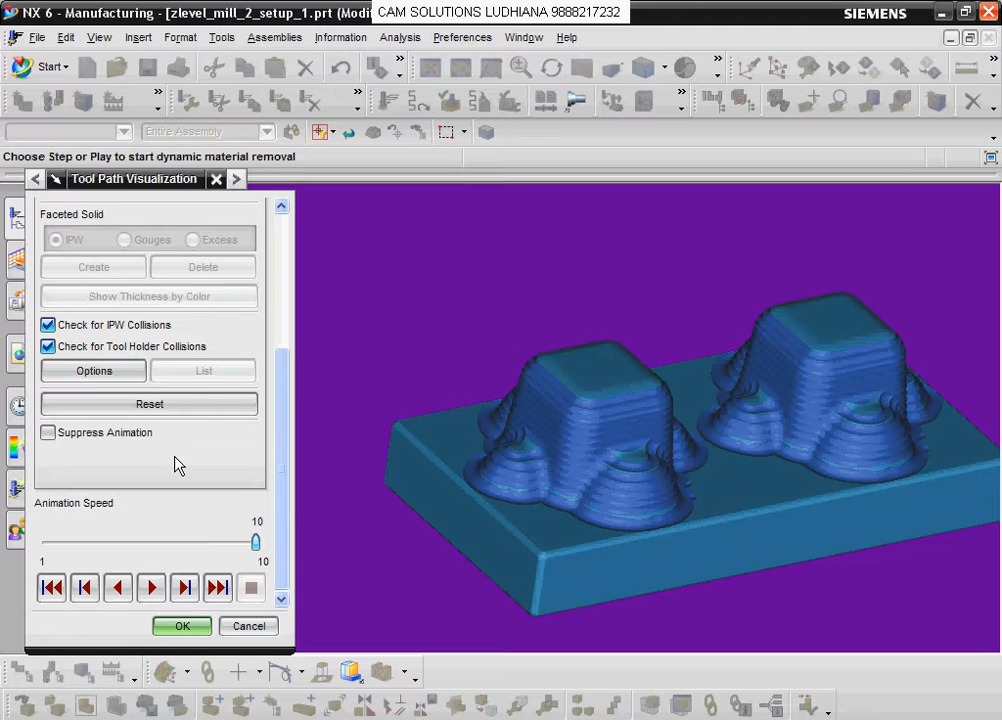 NX 6 - Manufacturing - [zlevel_mill_2_setup_1.prt (Modi
CAM SOLUTIONS LUDHIANA 9888217232
SIEMENS
File Edit View Insert Format Tools Assemblies Information Analysis Preferences Window Help
Start
Entire Assembly
Choose Step or Play to start dynamic material removal
Tool Path Visualization
Faceted Solid
IPW Gouges Excess
Create Delete
Show Thickness by Color
Check for IPW Collisions
Check for Tool Holder Collisions
Options List
Reset
Suppress Animation
Animation Speed
10
1 10
OK Cancel